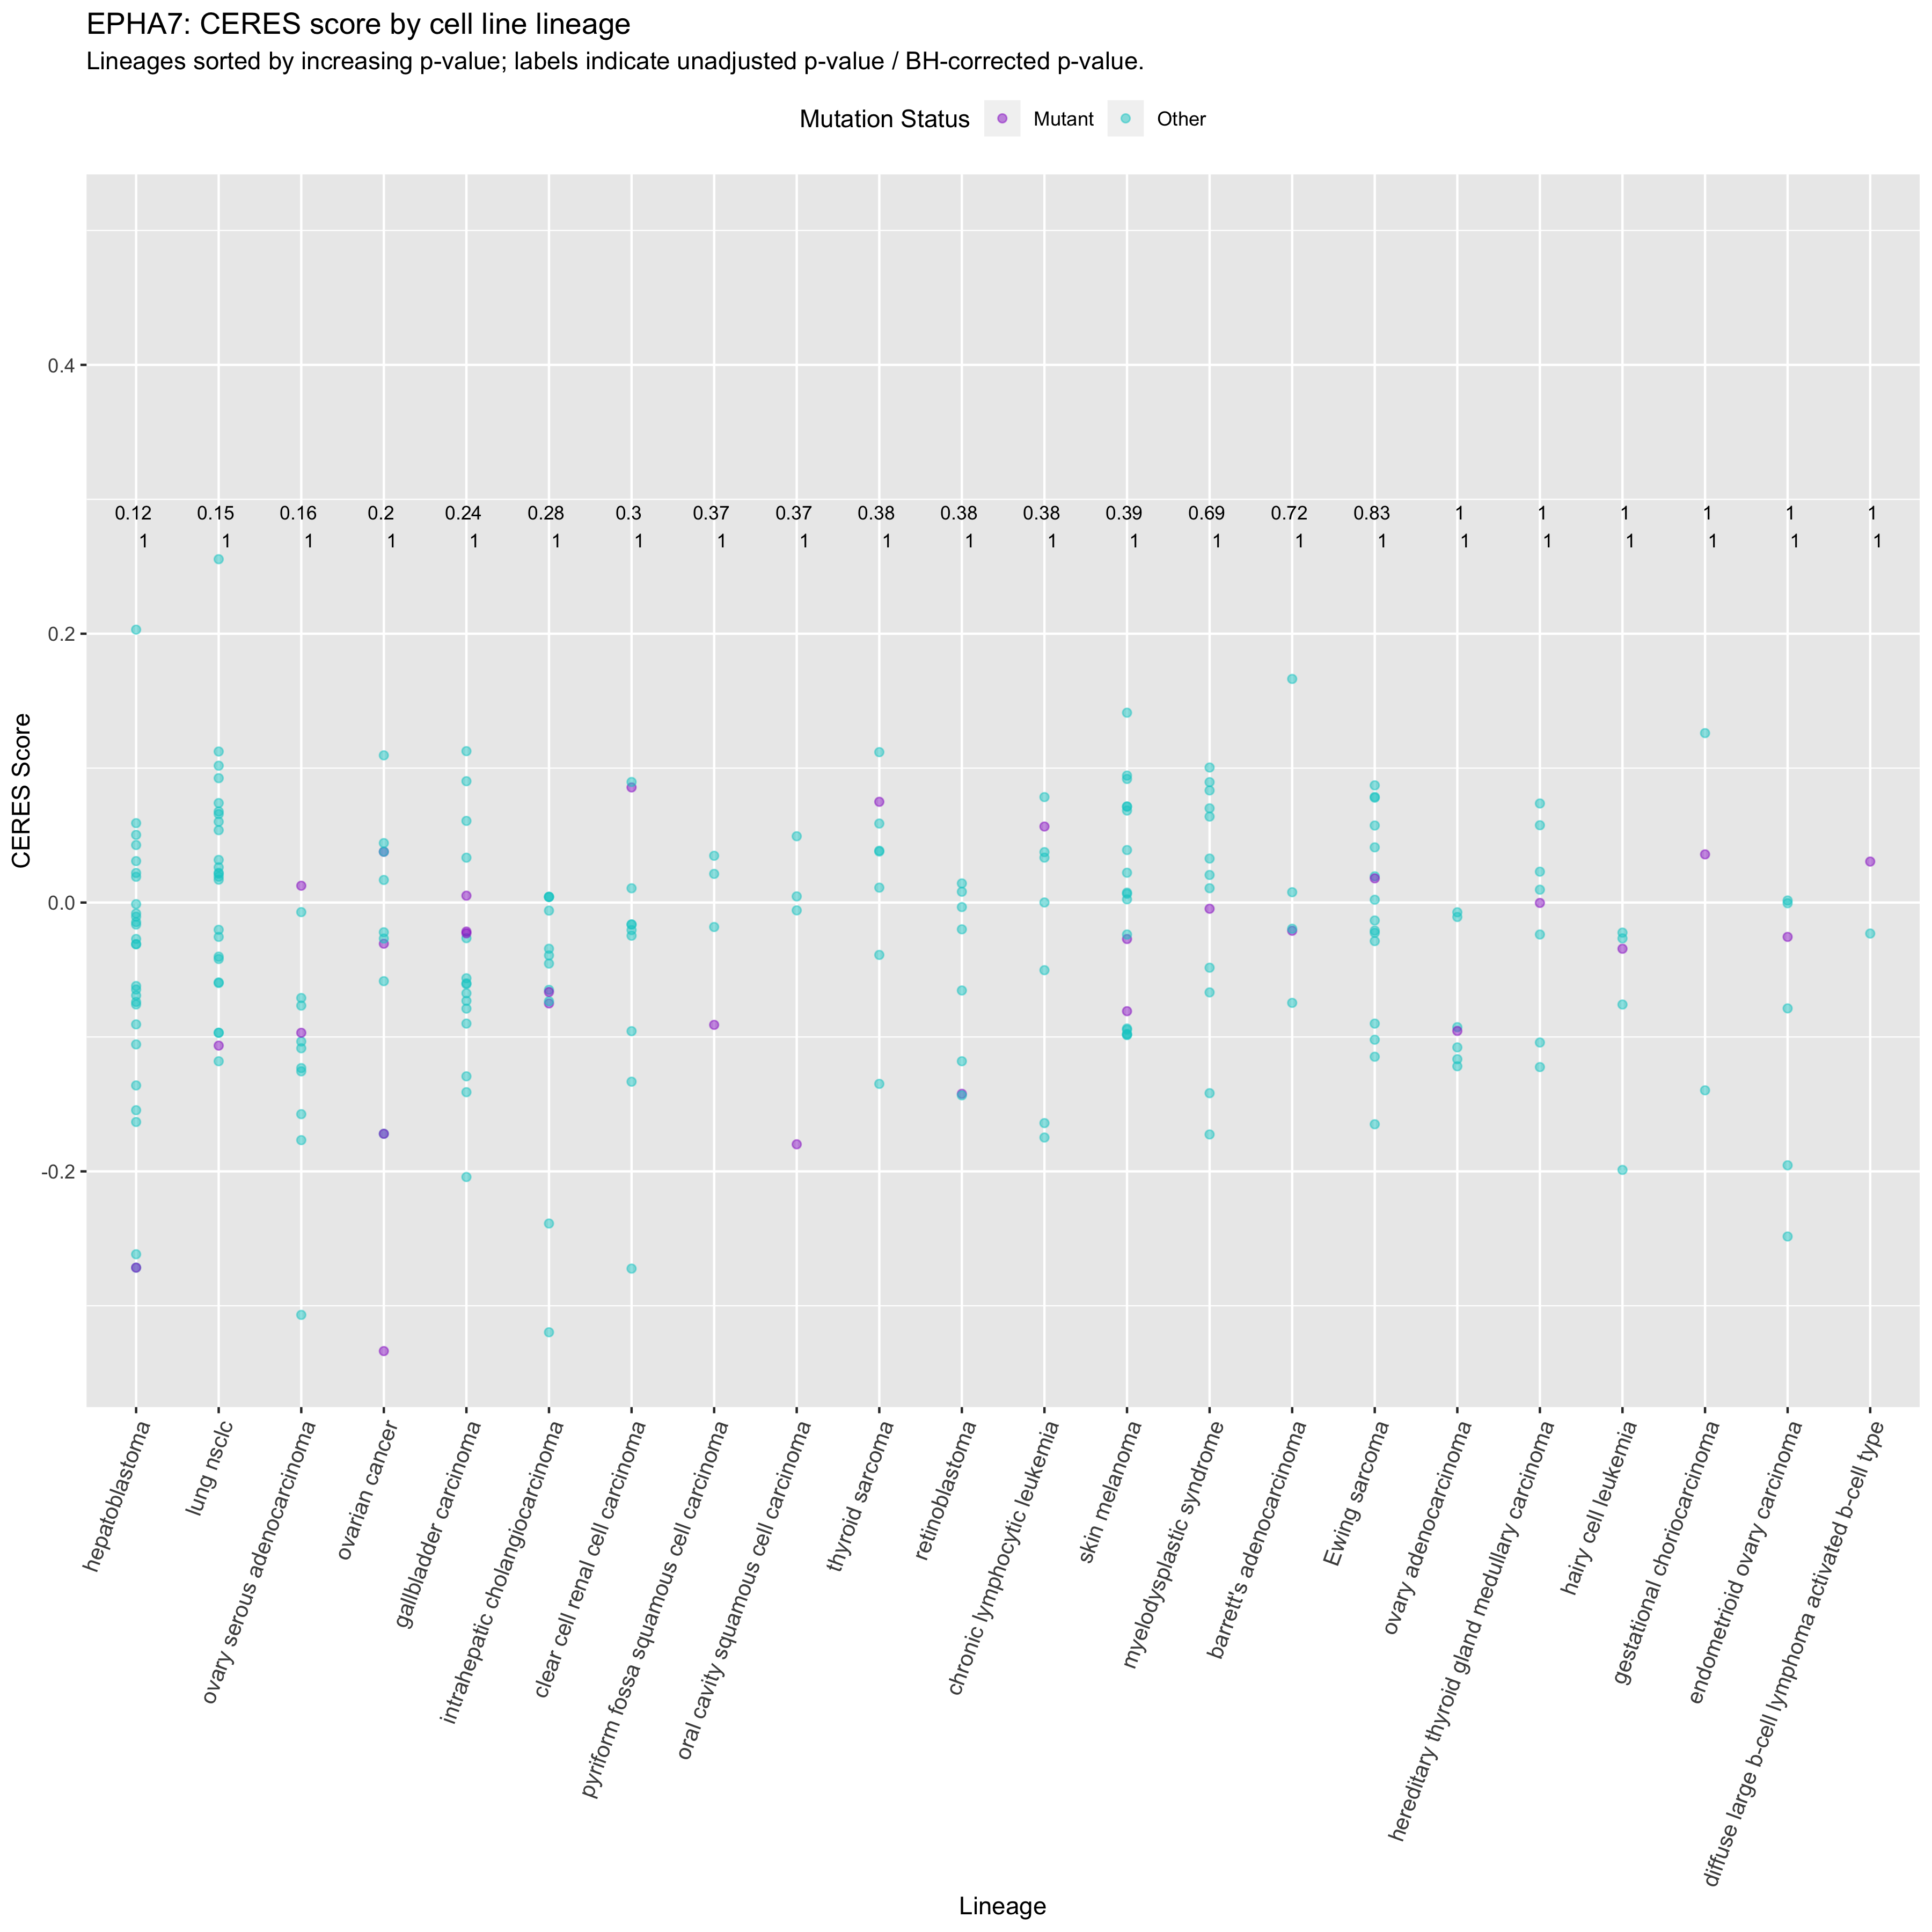 EPHA7: CERES score by cell line lineage
Lineages sorted by increasing p-value; labels indicate unadjusted p-value / BH-corrected p-value.
Mutation Status Mutant Other
0.4
0.12 0.15 0.16 0.2 0.24 0.28 0.3 0.37 0.37 0.38 0.38 0.38 0.39 0.69 0.72 0.83 1 1 1 1 1 1
1 1 1 1 1 1 1 1 1 1 1 1 1 1 1 1 1 1 1 1 1 1
0.2
0.0
-0.2
CERES Score
hepatoblastoma
lung nsclc
ovary serous adenocarcinoma
ovarian cancer
gallbladder carcinoma
intrahepatic cholangiocarcinoma
clear cell renal cell carcinoma
pyriform fossa squamous cell carcinoma
oral cavity squamous cell carcinoma
thyroid sarcoma
retinoblastoma
chronic lymphocytic leukemia
skin melanoma
myelodysplastic syndrome
barrett's adenocarcinoma
Ewing sarcoma
ovary adenocarcinoma
hereditary thyroid gland medullary carcinoma
hairy cell leukemia
gestational choriocarcinoma
endometrioid ovary carcinoma
diffuse large b-cell lymphoma activated b-cell type
Lineage